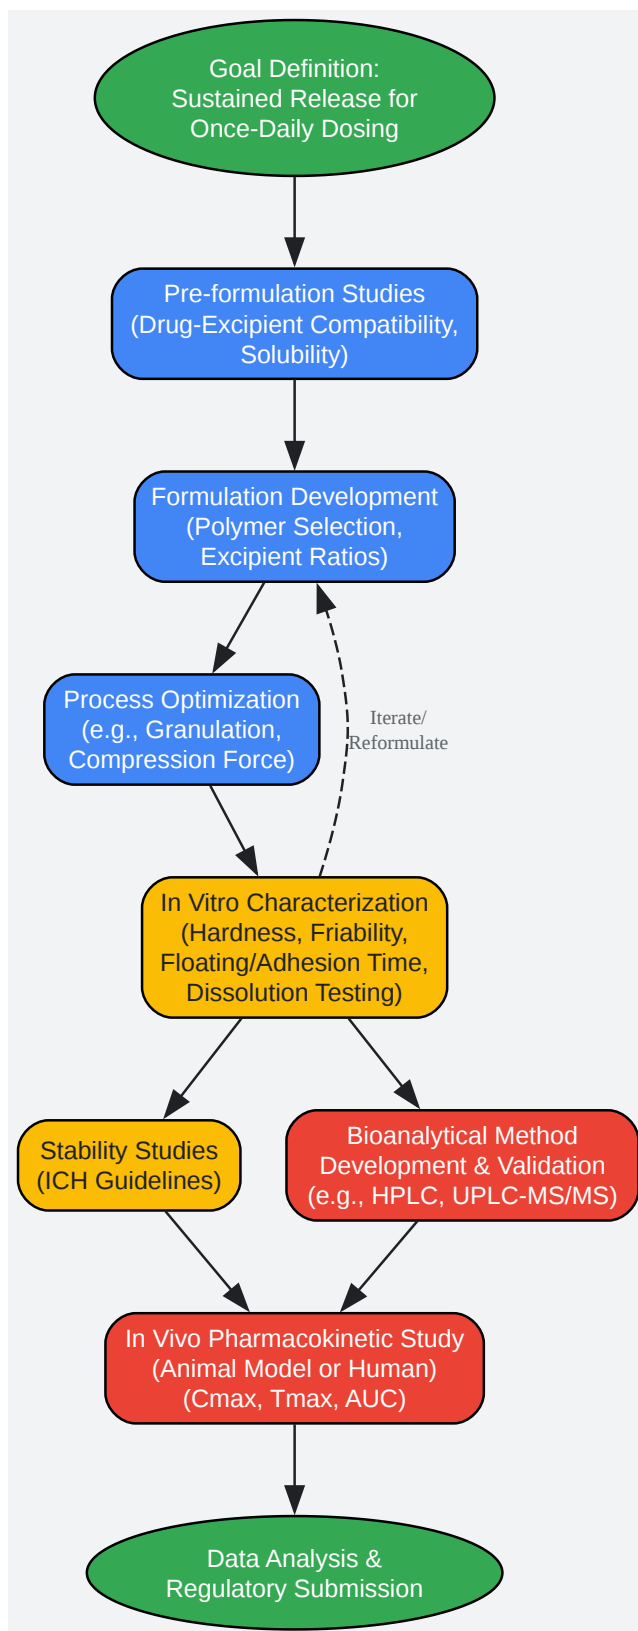 Goal Definition:
Sustained Release for
Once-Daily Dosing
Pre-formulation Studies
(Drug-Excipient Compatibility,
Solubility)
Formulation Development
(Polymer Selection,
Excipient Ratios)
Process Optimization
(e.g., Granulation,
Compression Force)
Iterate/
Reformulate
In Vitro Characterization
(Hardness, Friability,
Floating/Adhesion Time,
Dissolution Testing)
Stability Studies
(ICH Guidelines)
Bioanalytical Method
Development & Validation
(e.g., HPLC, UPLC-MS/MS)
In Vivo Pharmacokinetic Study
(Animal Model or Human)
(Cmax, Tmax, AUC)
Data Analysis &
Regulatory Submission